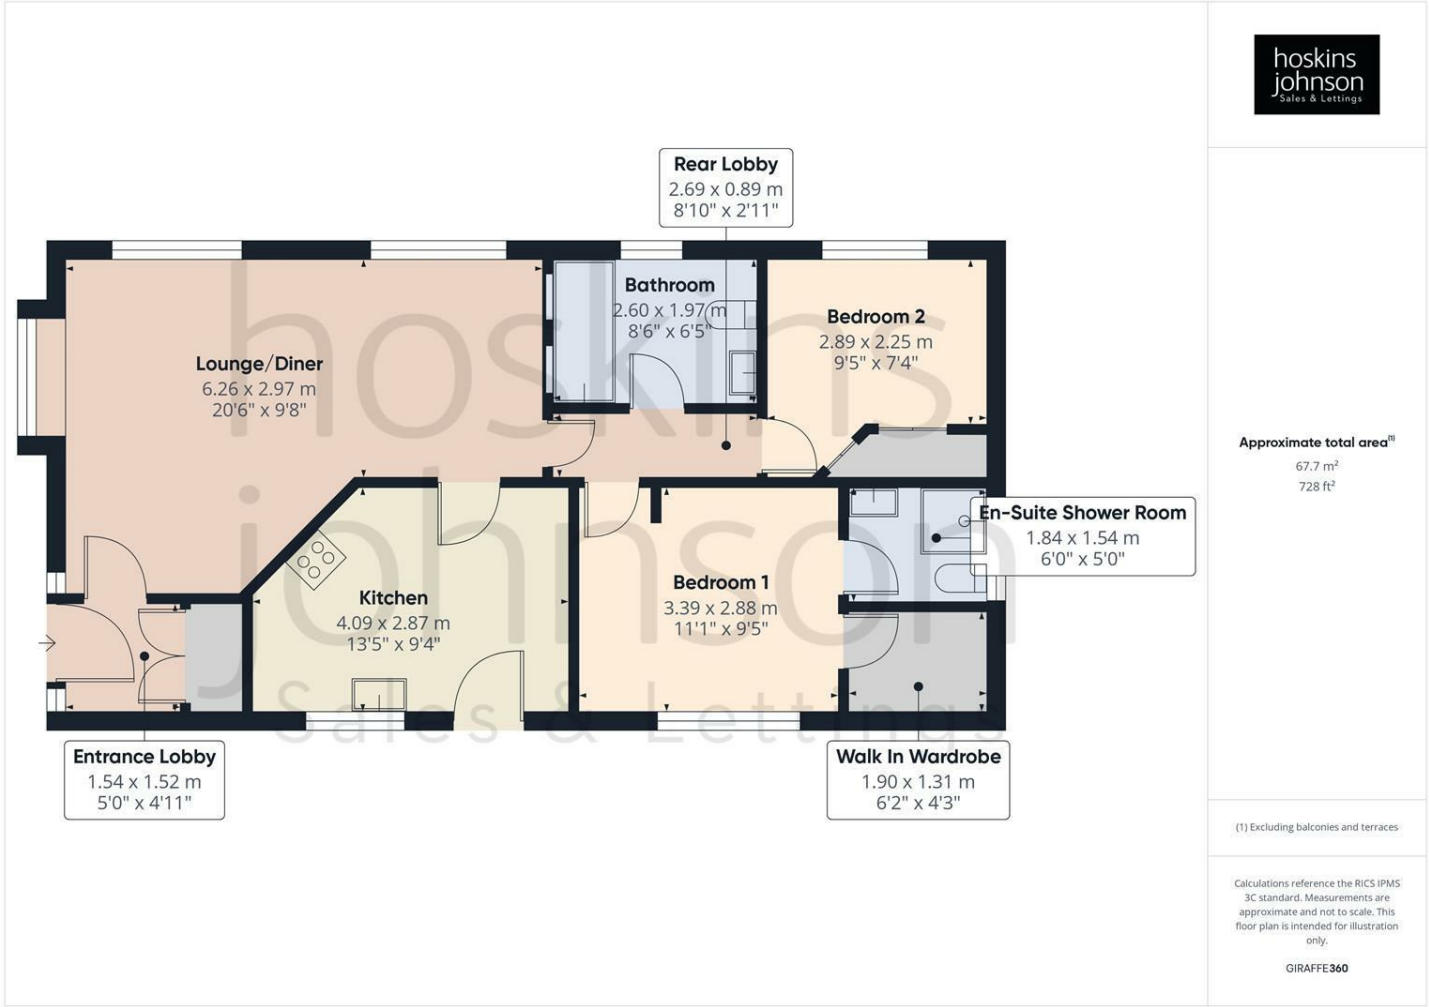 hoskins
johnson
Sales & Lettings
Rear Lobby
2.69 x 0.89 m
8'10" x 2'11"
Bathroom
2.60 x 1.97 m
8'6" x 6'5"
Bedroom 2
2.89 x 2.25 m
9'5" x 7'4"
Lounge/Diner
6.26 x 2.97 m
20'6" x 9'8"
Approximate total area(1)
67.7 m²
728 ft²
En-Suite Shower Room
1.84 x 1.54 m
6'0" x 5'0"
Bedroom 1
3.39 x 2.88 m
11'1" x 9'5"
Kitchen
4.09 x 2.87 m
13'5" x 9'4"
hoskins
johnson
Sales & Lettings
Entrance Lobby
1.54 x 1.52 m
5'0" x 4'11"
Walk In Wardrobe
1.90 x 1.31 m
6'2" x 4'3"
(1) Excluding balconies and terraces
Calculations reference the RICS IPMS
3C standard. Measurements are
approximate and not to scale. This
floor plan is intended for illustration
only.
GIRAFFE360